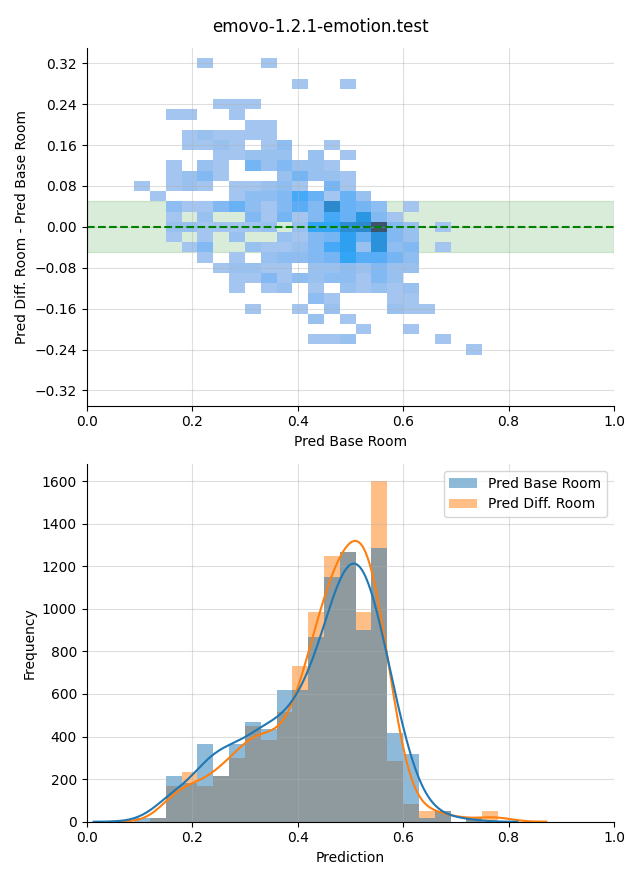 emovo-1.2.1-emotion.test
0.32
0.24
0.16
0.08
0.00
−0.08
−0.16
−0.24
−0.32
Pred Diff. Room - Pred Base Room
0.0 0.2 0.4 0.6 0.8 1.0
Pred Base Room
1600
1400
1200
1000
800
600
400
200
0
Frequency
Pred Base Room
Pred Diff. Room
0.0 0.2 0.4 0.6 0.8 1.0
Prediction